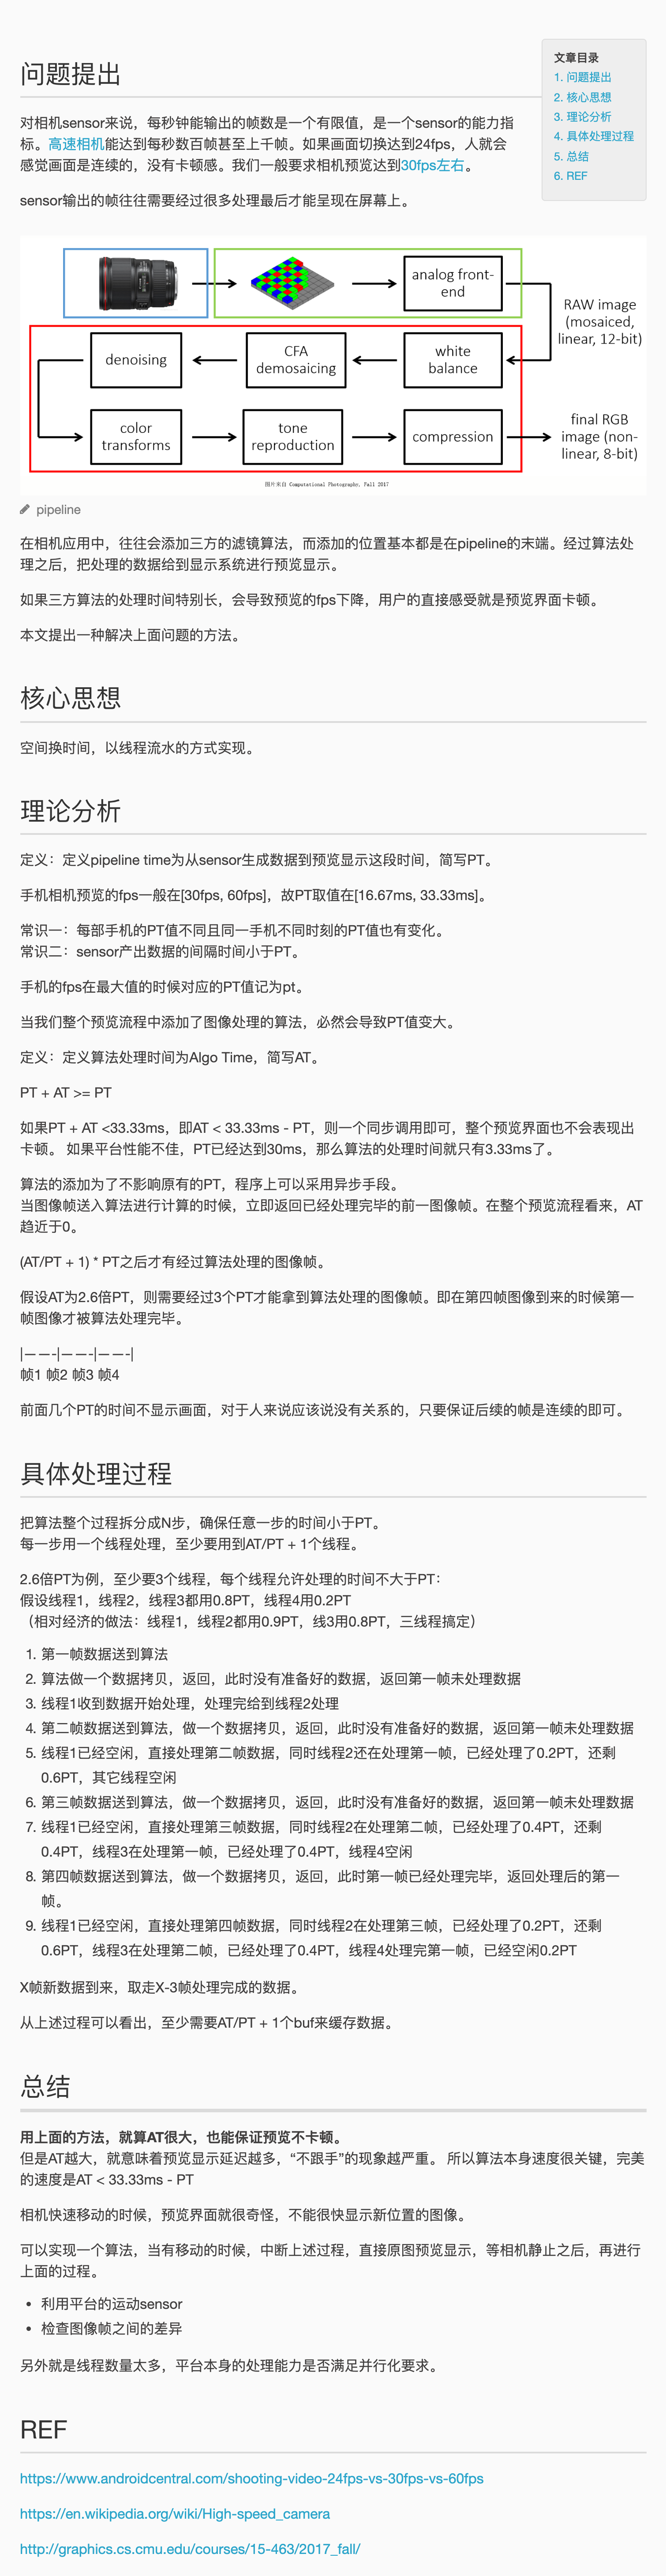 文章目录
1. 问题提出
2. 核心思想
3. 理论分析
4. 具体处理过程
5. 总结
6. REF
问题提出
对相机sensor来说，每秒钟能输出的帧数是一个有限值，是一个sensor的能力指
标。高速相机能达到每秒数百帧甚至上千帧。如果画面切换达到24fps，人就会
感觉画面是连续的，没有卡顿感。我们一般要求相机预览达到30fps左右。
sensor输出的帧往往需要经过很多处理最后才能呈现在屏幕上。
analog front-
end
RAW image
(mosaiced,
linear, 12-bit)
denoising
CFA
demosaicing
white
balance
color
transforms
tone
reproduction
compression
final RGB
image (non-
linear, 8-bit)
图片来自 Computational Photography, Fall 2017
pipeline
在相机应用中，往往会添加三方的滤镜算法，而添加的位置基本都是在pipeline的末端。经过算法处
理之后，把处理的数据给到显示系统进行预览显示。
如果三方算法的处理时间特别长，会导致预览的fps下降，用户的直接感受就是预览界面卡顿。
本文提出一种解决上面问题的方法。
核心思想
空间换时间，以线程流水的方式实现。
理论分析
定义：定义pipeline time为从sensor生成数据到预览显示这段时间，简写PT。
手机相机预览的fps一般在[30fps, 60fps]，故PT取值在[16.67ms, 33.33ms]。
常识一：每部手机的PT值不同且同一手机不同时刻的PT值也有变化。
常识二：sensor产出数据的间隔时间小于PT。
手机的fps在最大值的时候对应的PT值记为pt。
当我们整个预览流程中添加了图像处理的算法，必然会导致PT值变大。
定义：定义算法处理时间为Algo Time，简写AT。
PT + AT >= PT
如果PT + AT <33.33ms，即AT < 33.33ms - PT，则一个同步调用即可，整个预览界面也不会表现出
卡顿。 如果平台性能不佳，PT已经达到30ms，那么算法的处理时间就只有3.33ms了。
算法的添加为了不影响原有的PT，程序上可以采用异步手段。
当图像帧送入算法进行计算的时候，立即返回已经处理完毕的前一图像帧。在整个预览流程看来，AT
趋近于0。
(AT/PT + 1) * PT之后才有经过算法处理的图像帧。
假设AT为2.6倍PT，则需要经过3个PT才能拿到算法处理的图像帧。即在第四帧图像到来的时候第一
帧图像才被算法处理完毕。
|— —-|— —-|— —-|
帧1 帧2 帧3 帧4
前面几个PT的时间不显示画面，对于人来说应该说没有关系的，只要保证后续的帧是连续的即可。
具体处理过程
把算法整个过程拆分成N步，确保任意一步的时间小于PT。
每一步用一个线程处理，至少要用到AT/PT + 1个线程。
2.6倍PT为例，至少要3个线程，每个线程允许处理的时间不大于PT：
假设线程1，线程2，线程3都用0.8PT，线程4用0.2PT
（相对经济的做法：线程1，线程2都用0.9PT，线3用0.8PT，三线程搞定）
1. 第一帧数据送到算法
2. 算法做一个数据拷贝，返回，此时没有准备好的数据，返回第一帧未处理数据
3. 线程1收到数据开始处理，处理完给到线程2处理
4. 第二帧数据送到算法，做一个数据拷贝，返回，此时没有准备好的数据，返回第一帧未处理数据
5. 线程1已经空闲，直接处理第二帧数据，同时线程2还在处理第一帧，已经处理了0.2PT，还剩
0.6PT，其它线程空闲
6. 第三帧数据送到算法，做一个数据拷贝，返回，此时没有准备好的数据，返回第一帧未处理数据
7. 线程1已经空闲，直接处理第三帧数据，同时线程2在处理第二帧，已经处理了0.4PT，还剩
0.4PT，线程3在处理第一帧，已经处理了0.4PT，线程4空闲
8. 第四帧数据送到算法，做一个数据拷贝，返回，此时第一帧已经处理完毕，返回处理后的第一
帧。
9. 线程1已经空闲，直接处理第四帧数据，同时线程2在处理第三帧，已经处理了0.2PT，还剩
0.6PT，线程3在处理第二帧，已经处理了0.4PT，线程4处理完第一帧，已经空闲0.2PT
X帧新数据到来，取走X-3帧处理完成的数据。
从上述过程可以看出，至少需要AT/PT + 1个buf来缓存数据。
总结
用上面的方法，就算AT很大，也能保证预览不卡顿。
但是AT越大，就意味着预览显示延迟越多，“不跟手”的现象越严重。 所以算法本身速度很关键，完美
的速度是AT < 33.33ms - PT
相机快速移动的时候，预览界面就很奇怪，不能很快显示新位置的图像。
可以实现一个算法，当有移动的时候，中断上述过程，直接原图预览显示，等相机静止之后，再进行
上面的过程。
• 利用平台的运动sensor
• 检查图像帧之间的差异
另外就是线程数量太多，平台本身的处理能力是否满足并行化要求。
REF
https://www.androidcentral.com/shooting-video-24fps-vs-30fps-vs-60fps
https://en.wikipedia.org/wiki/High-speed_camera
http://graphics.cs.cmu.edu/courses/15-463/2017_fall/